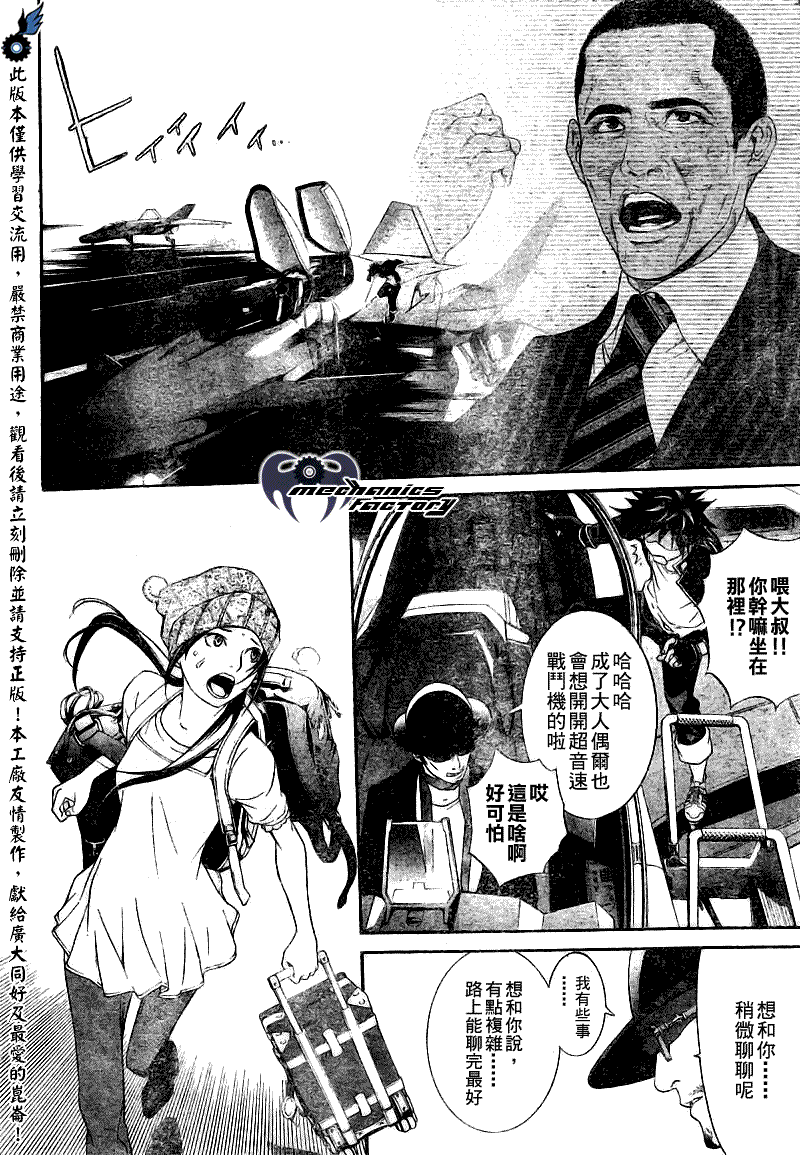 此版本僅供學習交流用，嚴禁商業用途，觀看後請立刻刪除並請支持正版！本工廠友情製作，獻給廣大同好及最愛的崑崙！
ヒィィィ...
mechanics
factory
喂大叔!!
你幹嘛坐在
那裡!?
哈哈哈
成了大人偶爾也
會想開開超音速
戰鬥機的啦
哎
這是啥啊
好可怕
想和你……
稍微聊聊呢
……
我有些事
想和你說，
有點複雜……
路上能聊完最好